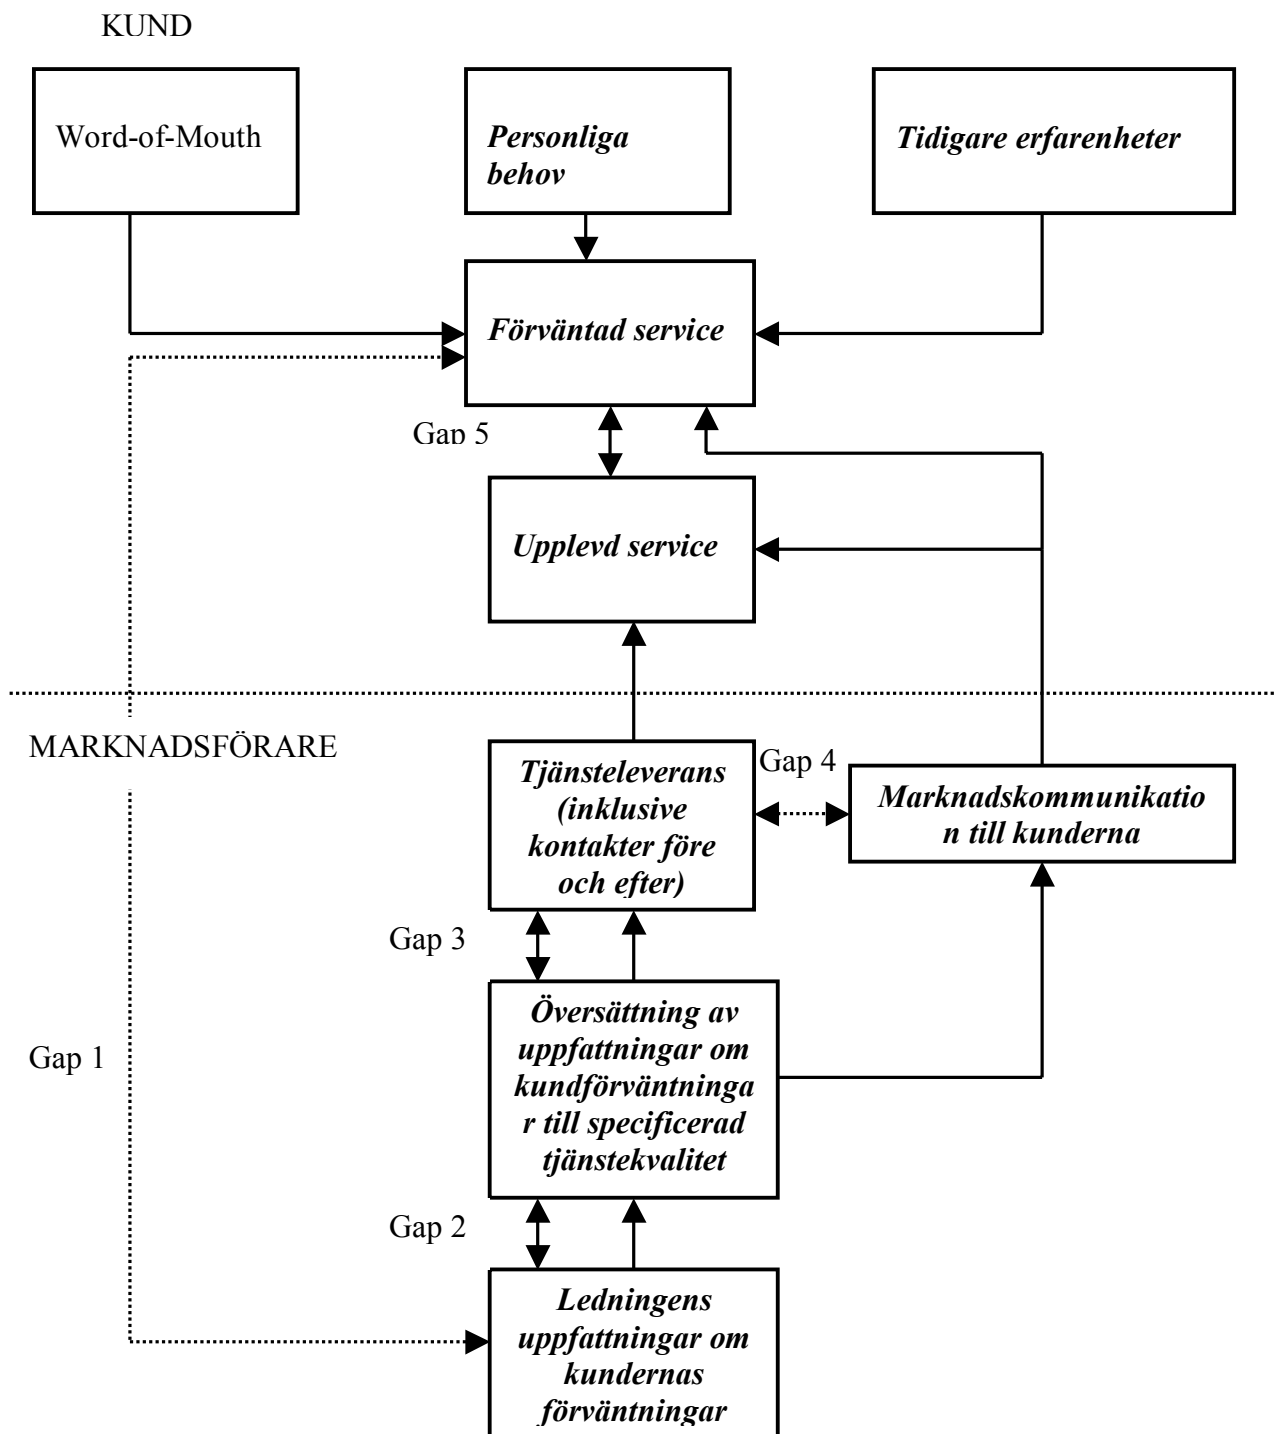 KUND
Word-of-Mouth
Personliga
behov
Tidigare erfarenheter
Förväntad service
Gap 5
Upplevd service
MARKNADSFÖRARE
Tjänsteleverans
(inklusive
kontakter före
och efter)
Gap 4
Marknadskommunikatio
n till kunderna
Gap 3
Översättning av
uppfattningar om
kundförväntninga
r till specificerad
tjänstekvalitet
Gap 1
Gap 2
Ledningens
uppfattningar om
kundernas
förväntningar